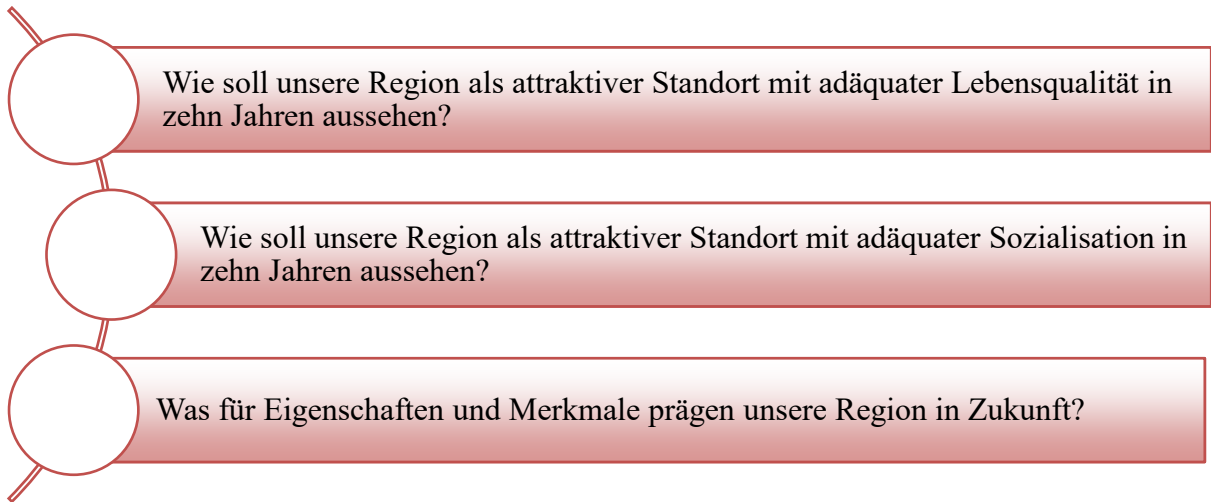 Wie soll unsere Region als attraktiver Standort mit adäquater Lebensqualität in
zehn Jahren aussehen?
Wie soll unsere Region als attraktiver Standort mit adäquater Sozialisation in
zehn Jahren aussehen?
Was für Eigenschaften und Merkmale prägen unsere Region in Zukunft?